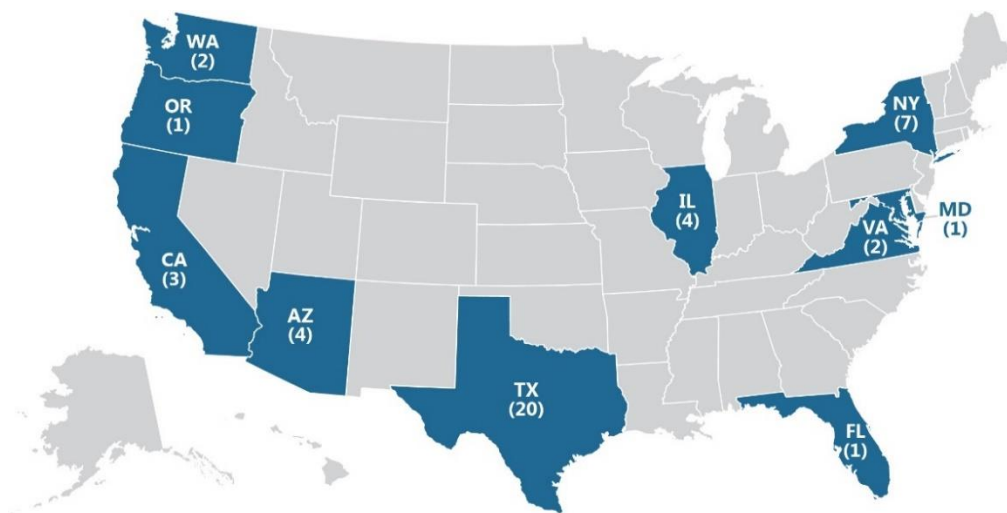 WA
(2)
OR
(1)
NY
(7)
IL
(4)
MD
(1)
VA
(2)
CA
(3)
AZ
(4)
TX
(20)
FL
(1)